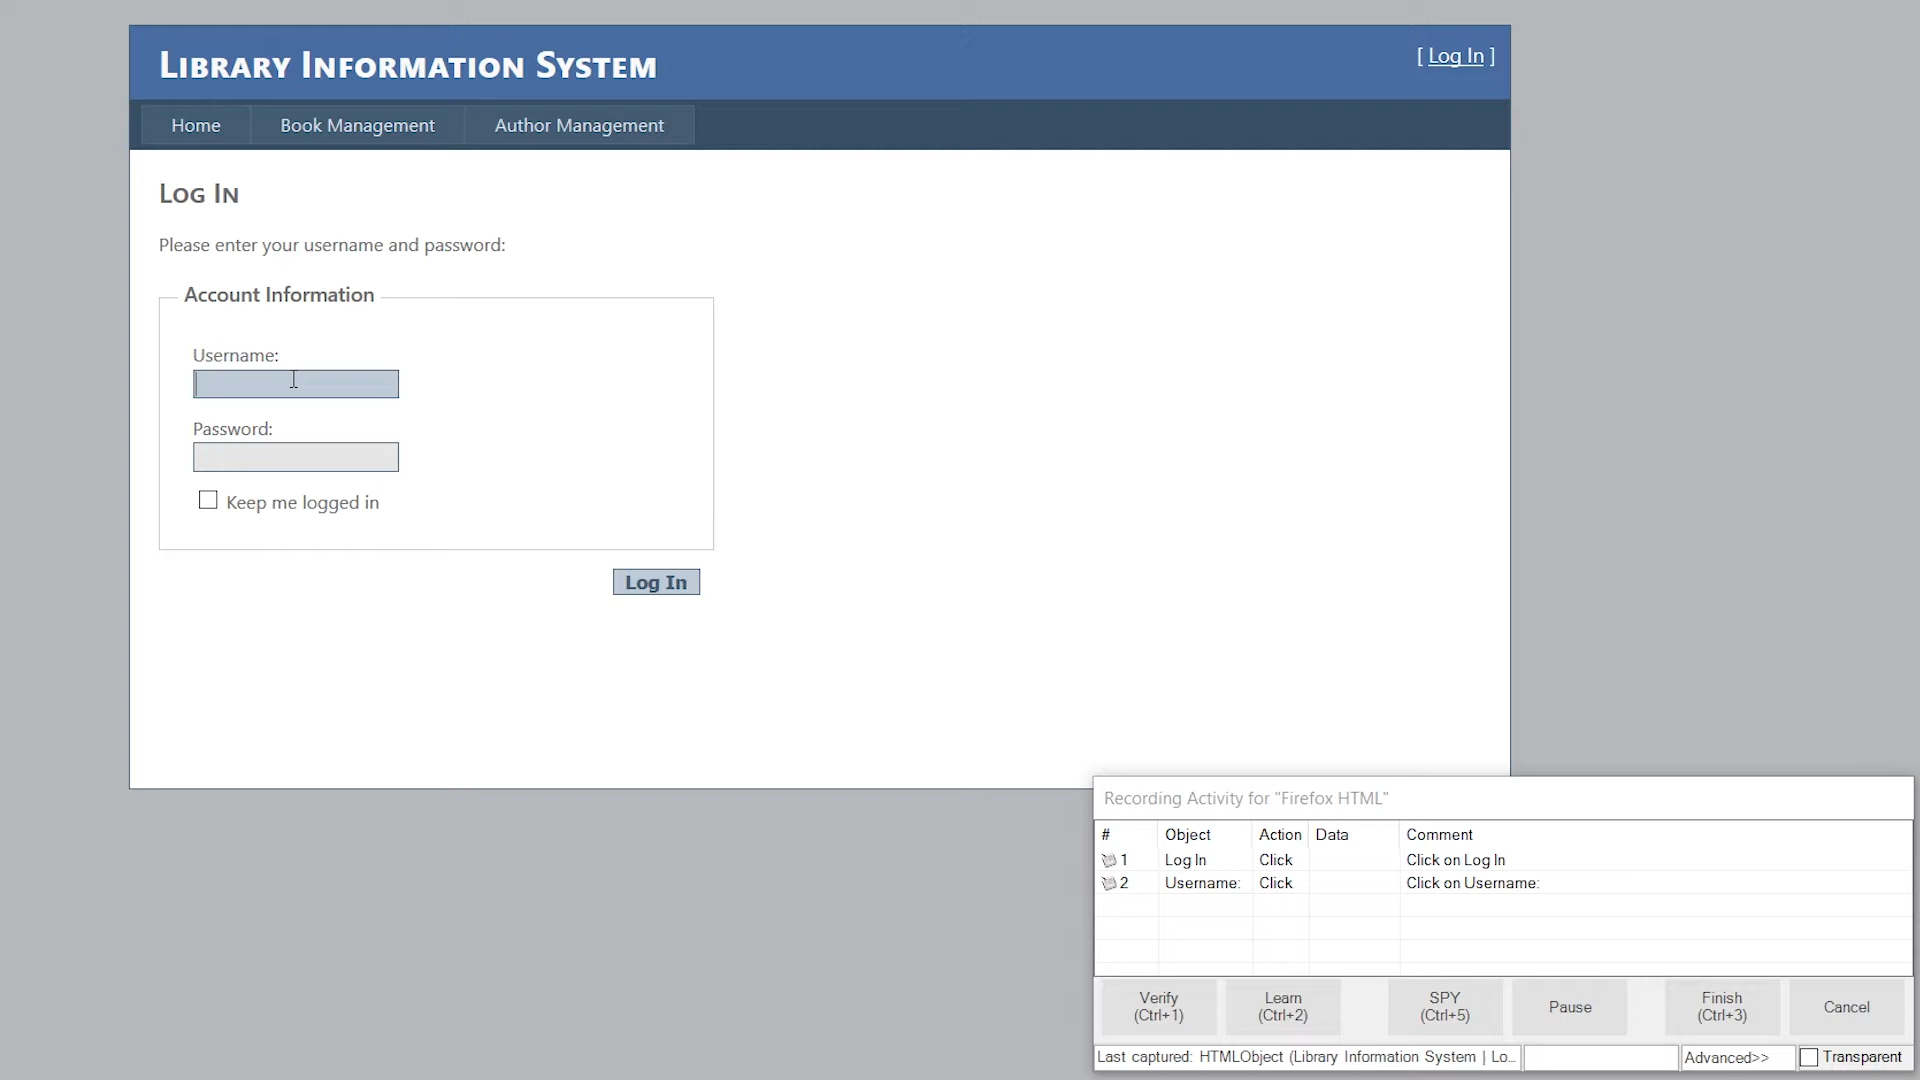 Library Information System
[ Log In ]
Home Book Management Author Management
Log In
Please enter your username and password:
Account Information
Username:
Password:
Keep me logged in
Log In
Recording Activity for "Firefox HTML"
# Object Action Data Comment
1 Log In Click Click on Log In
2 Username: Click Click on Username:
Verify (Ctrl+1)
Learn (Ctrl+2)
SPY (Ctrl+5)
Pause
Finish (Ctrl+3)
Cancel
Last captured: HTMLObject (Library Information System | Lo...
Advanced>>
Transparent